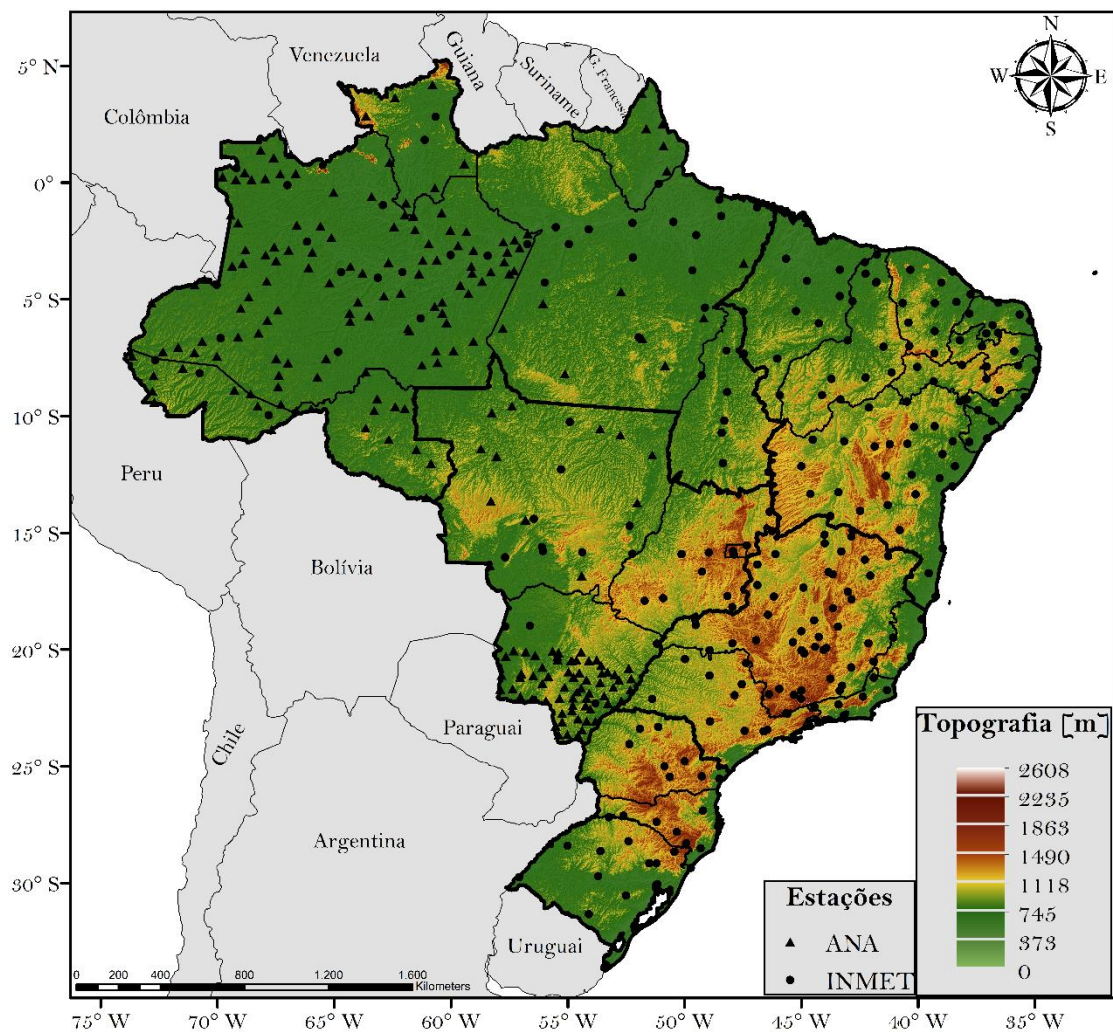 N
W E
S
Venezuela
Guiana
Suriname
G. Francesa
Colômbia
5° N
0°
5° S
10° S
15° S
20° S
25° S
30° S
Peru
Bolívia
Paraguai
Chile
Argentina
Uruguai
Topografia [m]
2608
2235
1863
1490
1118
745
373
0
Estações
ANA
INMET
0 200 400 800 1.200 1.600
Kilometers
75° W 70° W 65° W 60° W 55° W 50° W 45° W 40° W 35° W